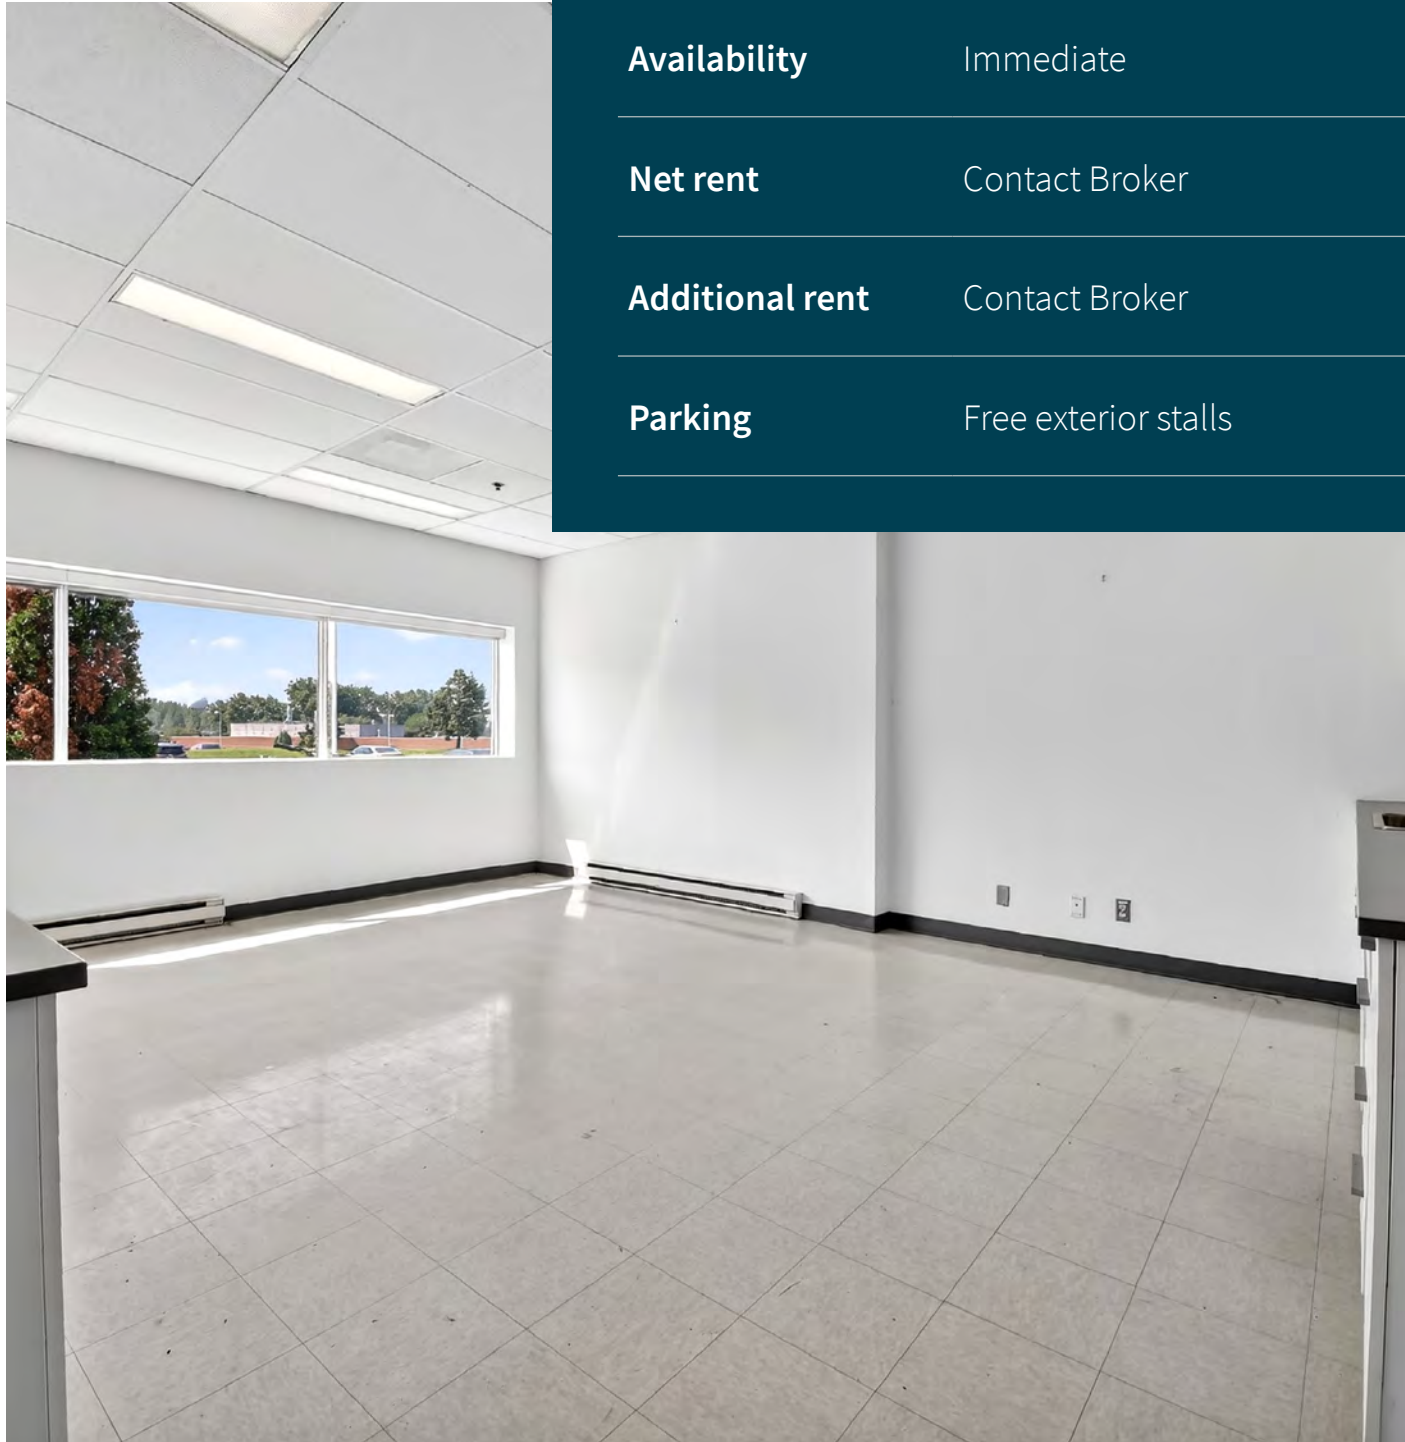 Availability Immediate
Net rent Contact Broker
Additional rent Contact Broker
Parking Free exterior stalls